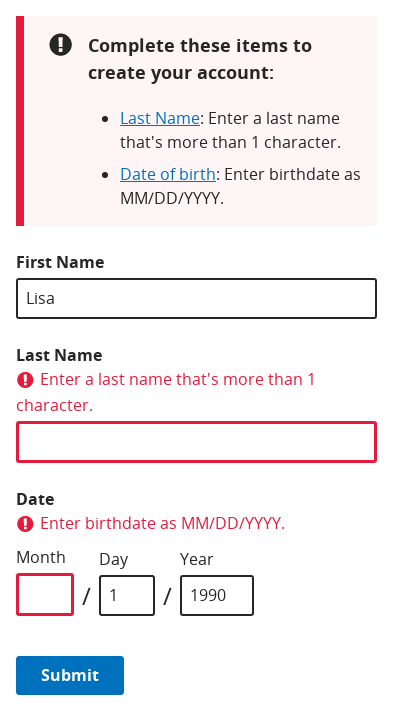 Complete these items to
create your account:
Last Name: Enter a last name
that's more than 1 character.
Date of birth: Enter birthdate as
MM/DD/YYYY.
First Name
Lisa
Last Name
Enter a last name that's more than 1
character.
Date
Enter birthdate as MM/DD/YYYY.
Month Day Year
/ 1 / 1990
Submit